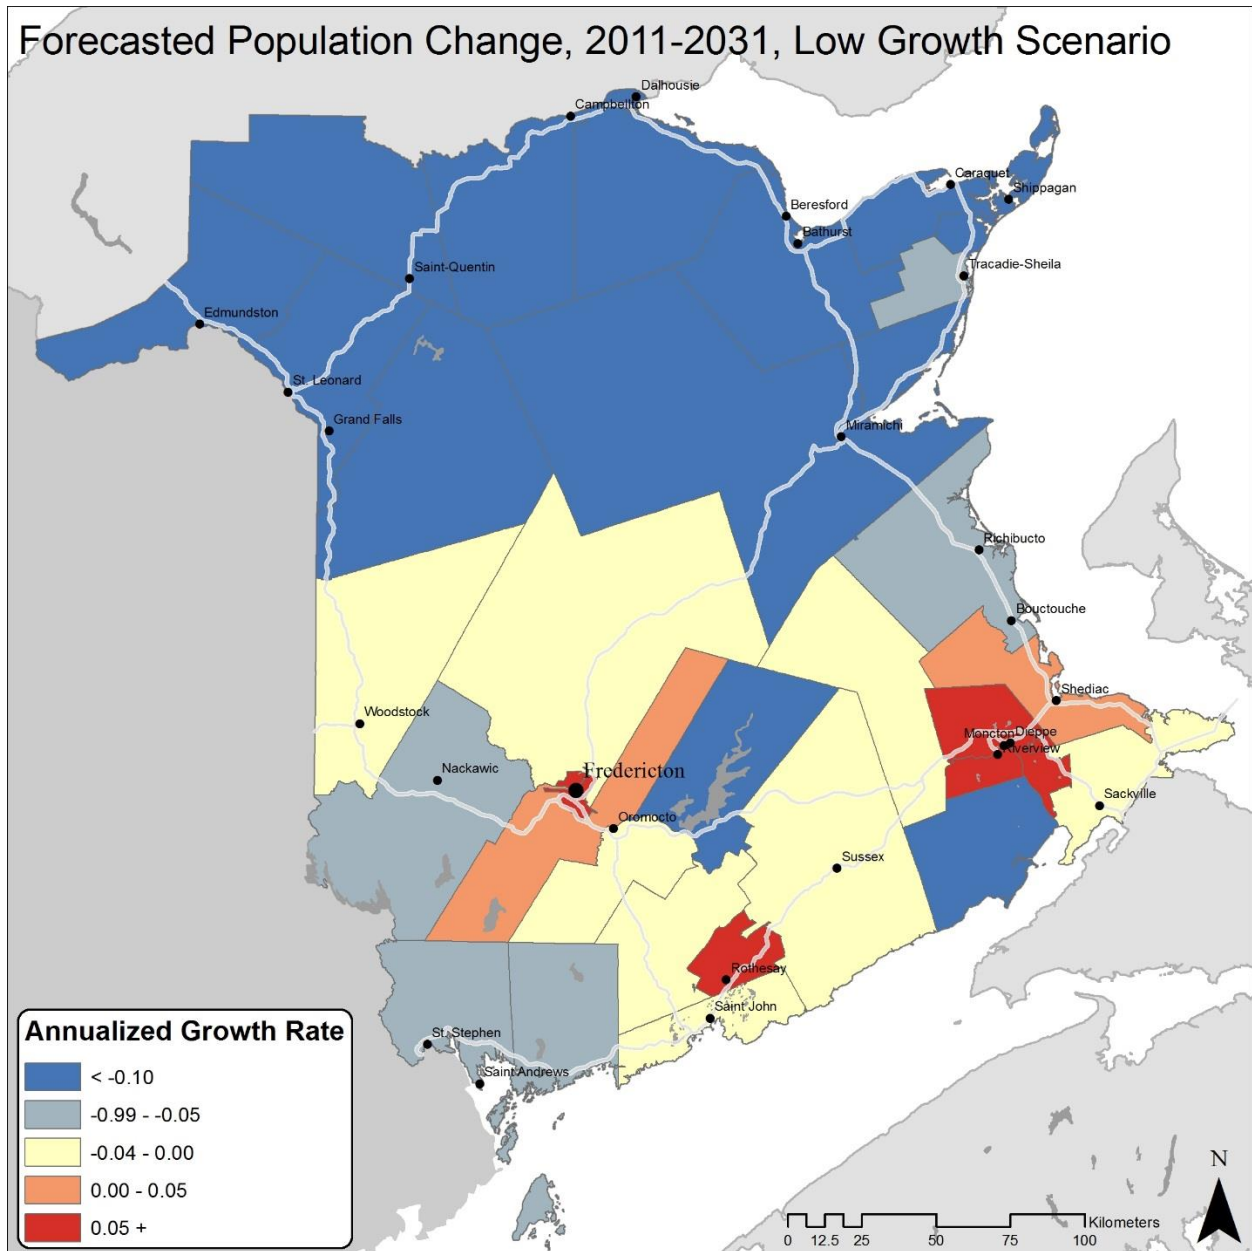 Forecasted Population Change, 2011-2031, Low Growth Scenario
Dalhousie
Campbellton
Caraquet
Shippagan
Beresford
Bathurst
Tracadie-Sheila
Saint-Quentin
Edmundston
St. Leonard
Grand Falls
Miramichi
Richibucto
Bouctouche
Shediac
Woodstock
Moncton
Dieppe
Riverview
Nackawic
Fredericton
Oromocto
Sackville
Sussex
Rothesay
Saint John
St. Stephen
Saint Andrews
Annualized Growth Rate
< -0.10
-0.99 - -0.05
-0.04 - 0.00
0.00 - 0.05
0.05 +
N
Kilometers
0 12.5 25 50 75 100